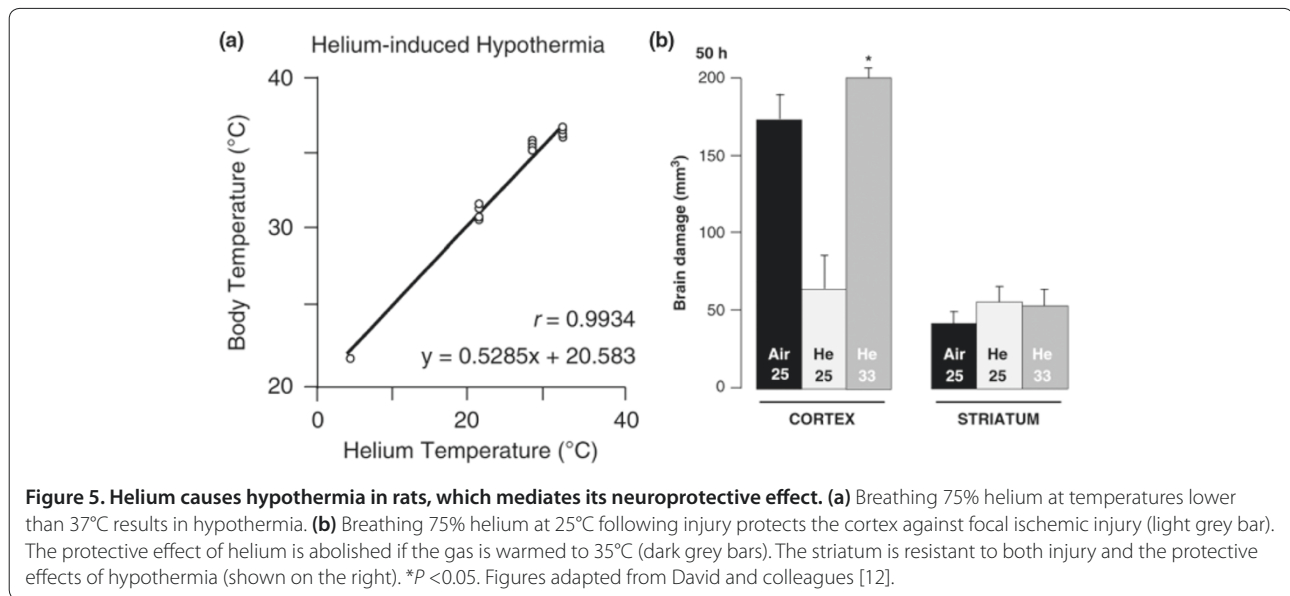 (a) Helium-induced Hypothermia
40
30
20
Body Temperature (°C)
r = 0.9934
y = 0.5285x + 20.583
0 20 40
Helium Temperature (°C)
(b)
50 h
*
200
150
100
50
0
Brain damage (mm³)
Air He He Air He He
25 25 33 25 25 33
CORTEX STRIATUM
Figure 5. Helium causes hypothermia in rats, which mediates its neuroprotective effect. (a) Breathing 75% helium at temperatures lower
than 37°C results in hypothermia. (b) Breathing 75% helium at 25°C following injury protects the cortex against focal ischemic injury (light grey bar).
The protective effect of helium is abolished if the gas is warmed to 35°C (dark grey bars). The striatum is resistant to both injury and the protective
effects of hypothermia (shown on the right). *P <0.05. Figures adapted from David and colleagues [12].